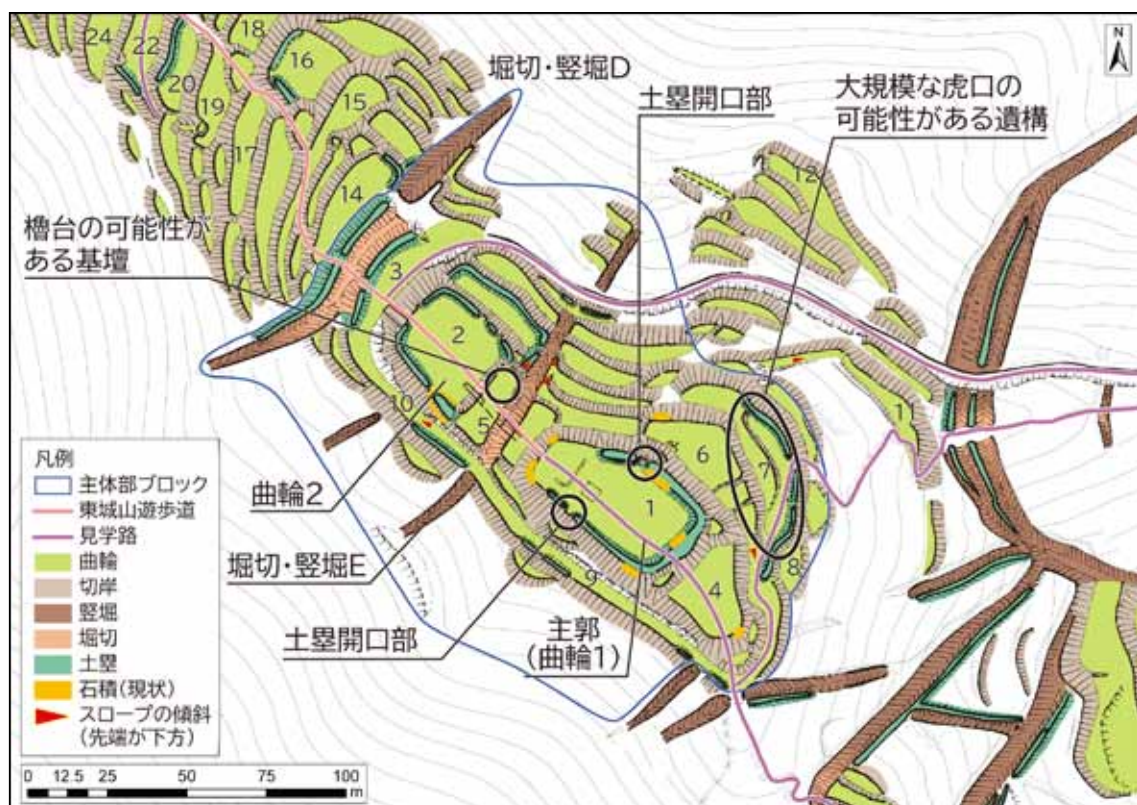 N
堀切・竪堀D
土塁開口部
大規模な虎口の
可能性がある遺構
櫓台の可能性が
ある基壇
24
22
20
19
18
16
15
17
14
12
3
2
10
5
6
7
1
1
8
9
4
曲輪2
堀切・竪堀E
土塁開口部
主郭
(曲輪1)
凡例
主体部ブロック
東城山遊歩道
見学路
曲輪
切岸
竪堀
堀切
土塁
石積(現状)
スロープの傾斜
(先端が下方)
0 12.5 25 50 75 100
m